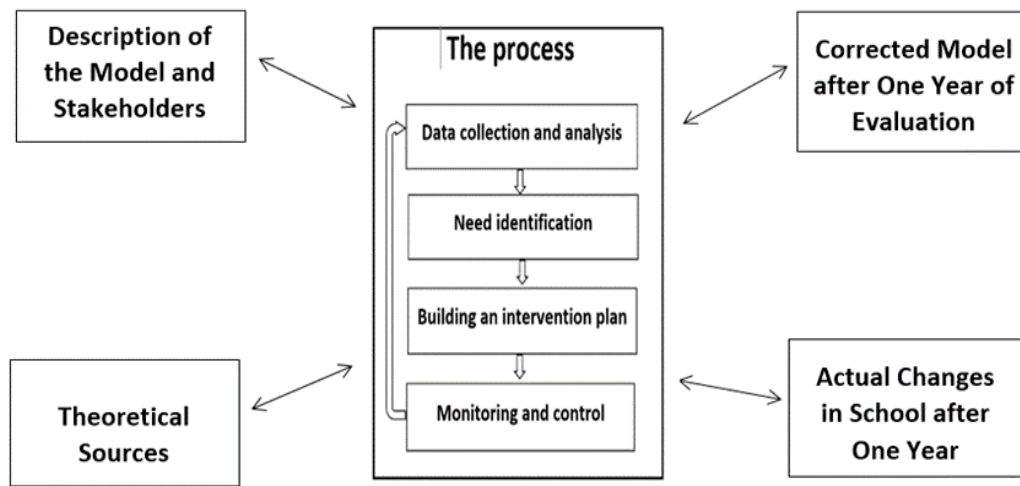 Description of
the Model and
Stakeholders
Theoretical
Sources
The process
Data collection and analysis
Need identification
Building an intervention plan
Monitoring and control
Corrected Model
after One Year of
Evaluation
Actual Changes
in School after
One Year